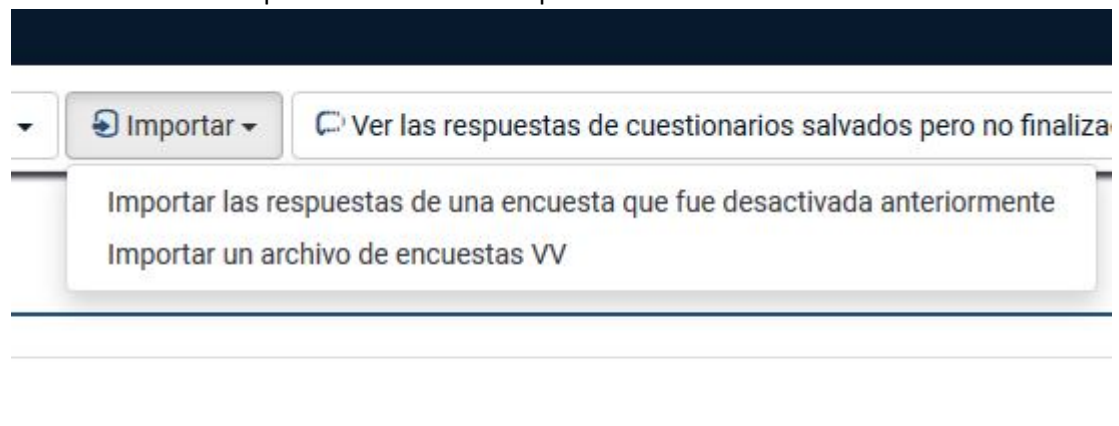 Importar
Ver las respuestas de cuestionarios salvados pero no finaliza
Importar las respuestas de una encuesta que fue desactivada anteriormente
Importar un archivo de encuestas VV